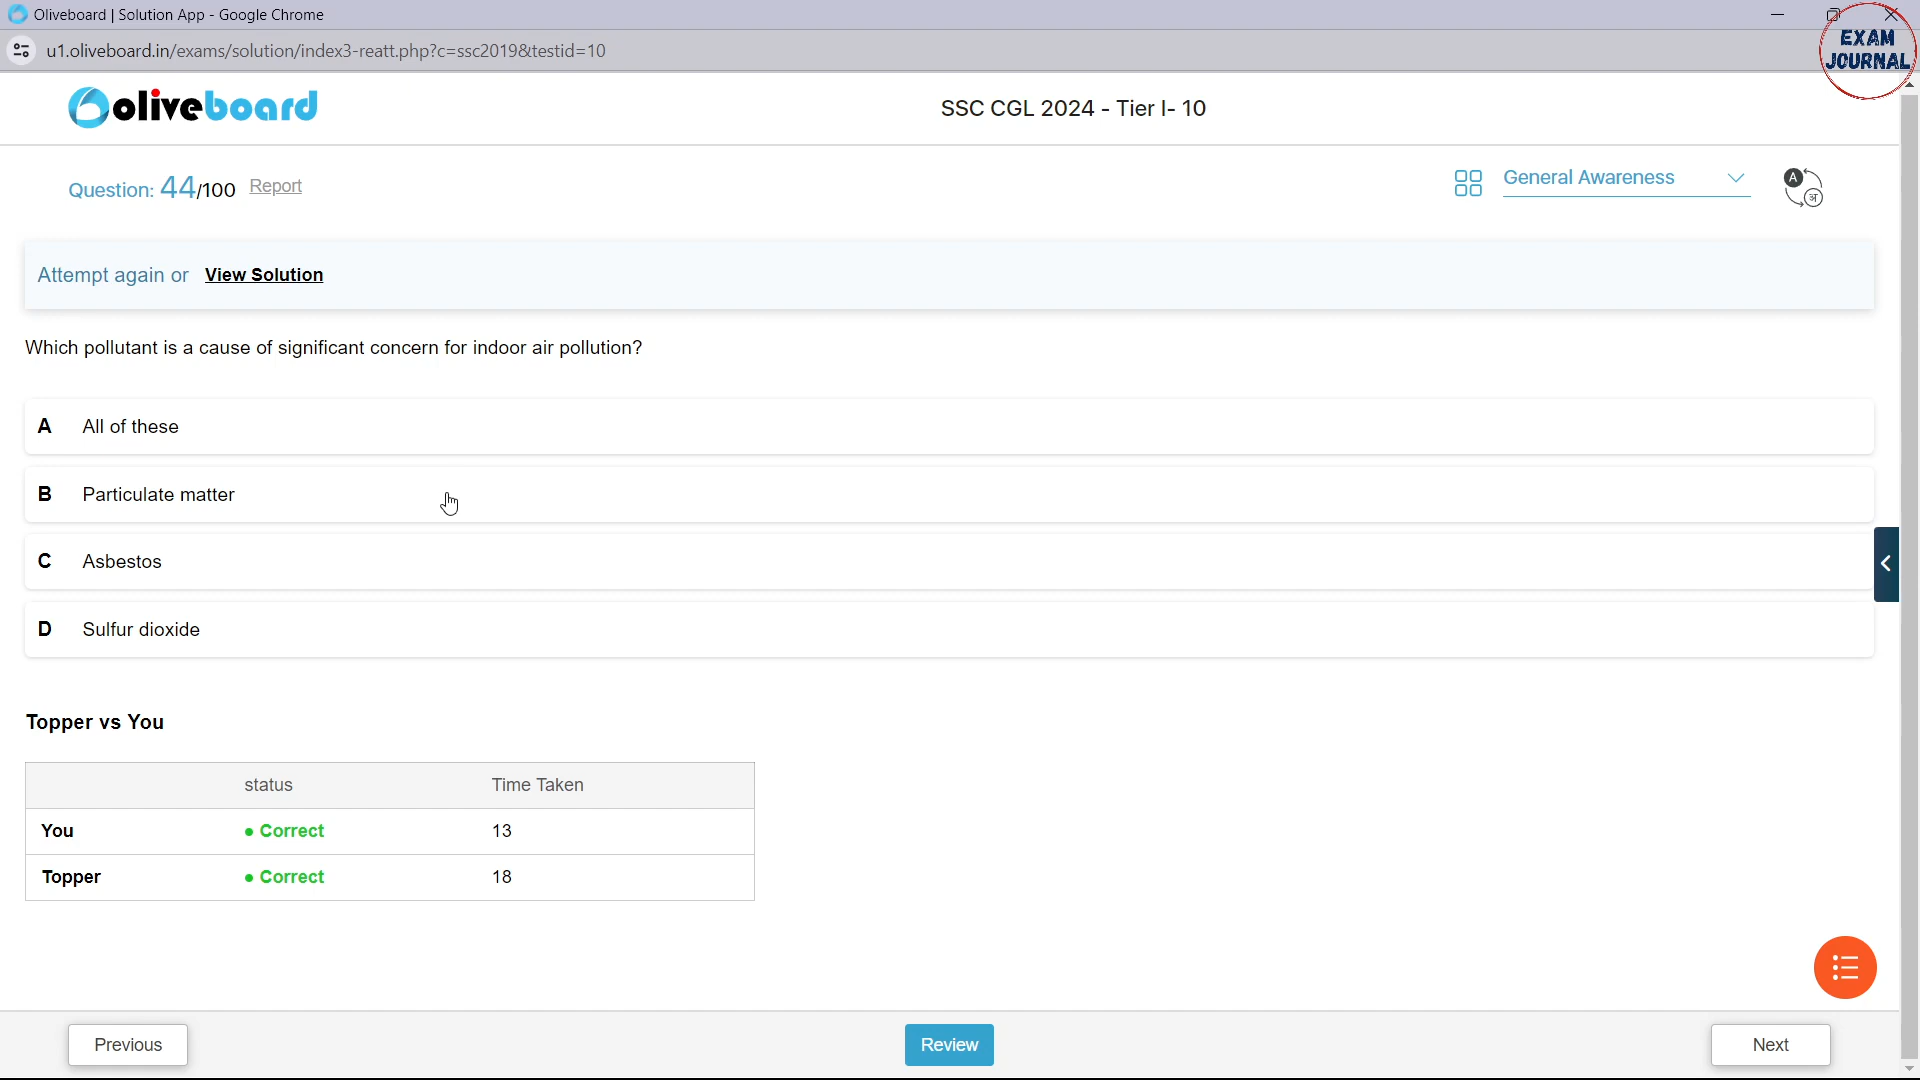 Oliveboard | Solution App - Google Chrome
u1.oliveboard.in/exams/solution/index3-reatt.php?c=ssc2019&testid=10
EXAM
JOURNAL
oliveboard
SSC CGL 2024 - Tier I- 10
Question: 44/100 Report
General Awareness
A
अ
Attempt again or View Solution
Which pollutant is a cause of significant concern for indoor air pollution?
A All of these
B Particulate matter
C Asbestos
D Sulfur dioxide
Topper vs You
status Time Taken
You Correct 13
Topper Correct 18
Previous Review Next